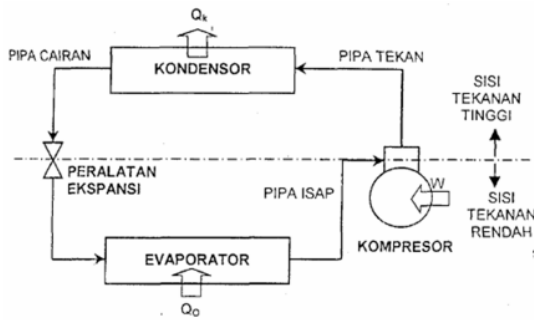 Qk
PIPA CAIRAN
KONDENSOR
PIPA TEKAN
SISI
TEKANAN
TINGGI
PERALATAN
EKSPANSI
PIPA ISAP
W
SISI
TEKANAN
RENDAH
KOMPRESOR
EVAPORATOR
Qo